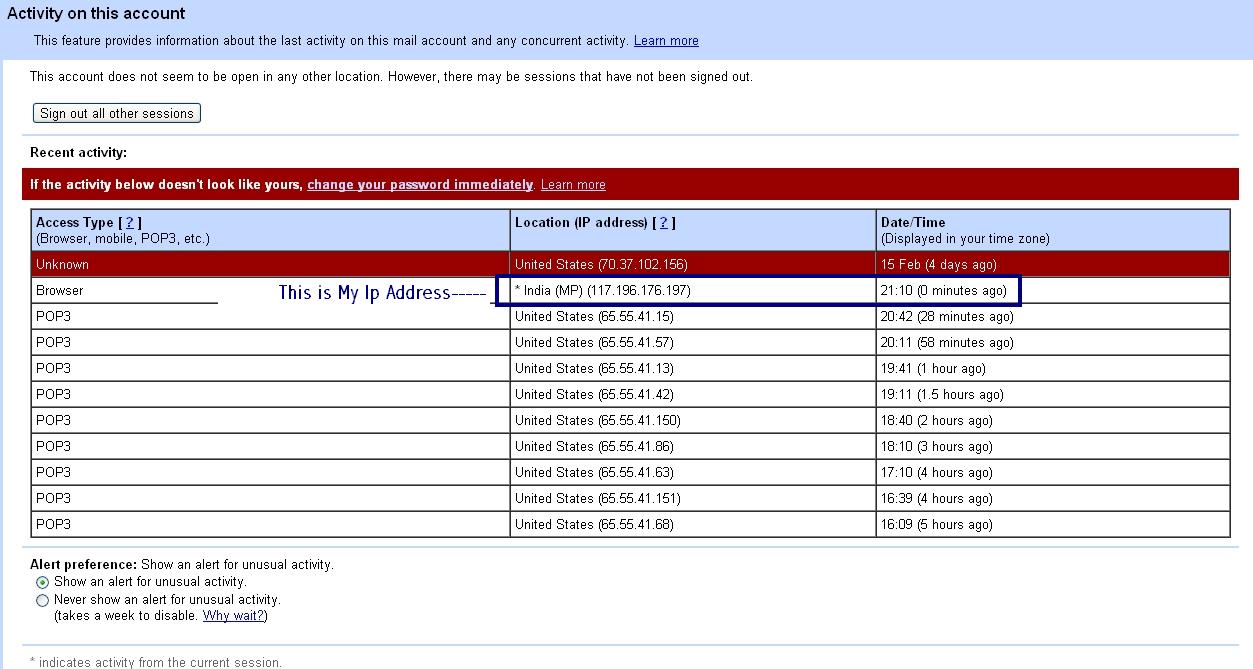 Activity on this account
This feature provides information about the last activity on this mail account and any concurrent activity. Learn more
This account does not seem to be open in any other location. However, there may be sessions that have not been signed out.
Sign out all other sessions
Recent activity:
If the activity below doesn't look like yours, change your password immediately. Learn more
Access Type [ ? ] Location (IP address) [ ? ] Date/Time
(Browser, mobile, POP3, etc.) (Displayed in your time zone)
Unknown United States (70.37.102.156) 15 Feb (4 days ago)
Browser This is My Ip Address----- * India (MP) (117.196.176.197) 21:10 (0 minutes ago)
POP3 United States (65.55.41.15) 20:42 (28 minutes ago)
POP3 United States (65.55.41.57) 20:11 (58 minutes ago)
POP3 United States (65.55.41.13) 19:41 (1 hour ago)
POP3 United States (65.55.41.42) 19:11 (1.5 hours ago)
POP3 United States (65.55.41.150) 18:40 (2 hours ago)
POP3 United States (65.55.41.86) 18:10 (3 hours ago)
POP3 United States (65.55.41.63) 17:10 (4 hours ago)
POP3 United States (65.55.41.151) 16:39 (4 hours ago)
POP3 United States (65.55.41.68) 16:09 (5 hours ago)
Alert preference: Show an alert for unusual activity.
Show an alert for unusual activity.
Never show an alert for unusual activity.
(takes a week to disable. Why wait?)
* indicates activity from the current session.